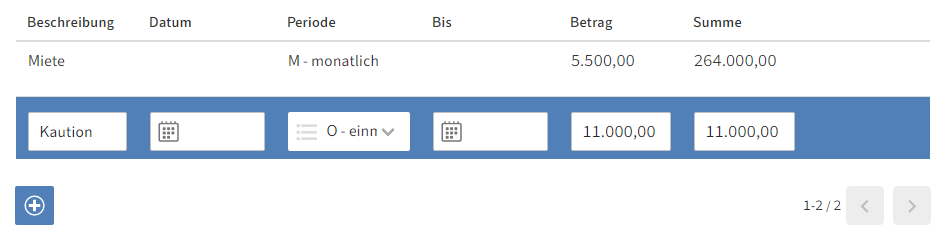 Beschreibung Datum Periode Bis Betrag Summe
Miete M - monatlich 5.500,00 264.000,00
Kaution O - einn 11.000,00 11.000,00
1-2 / 2